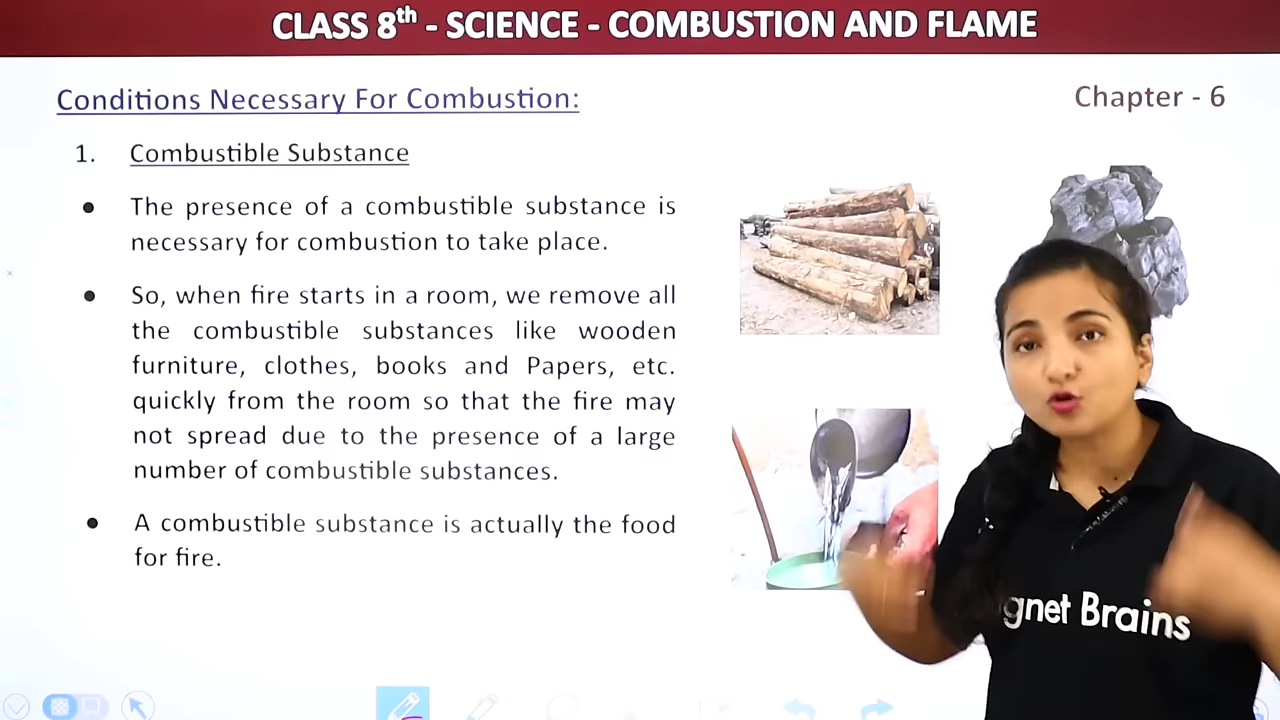 CLASS 8th - SCIENCE - COMBUSTION AND FLAME
Conditions Necessary For Combustion:
Chapter - 6
1. Combustible Substance
● The presence of a combustible substance is
necessary for combustion to take place.
● So, when fire starts in a room, we remove all
the combustible substances like wooden
furniture, clothes, books and Papers, etc.
quickly from the room so that the fire may
not spread due to the presence of a large
number of combustible substances.
● A combustible substance is actually the food
for fire.
gnet Brains